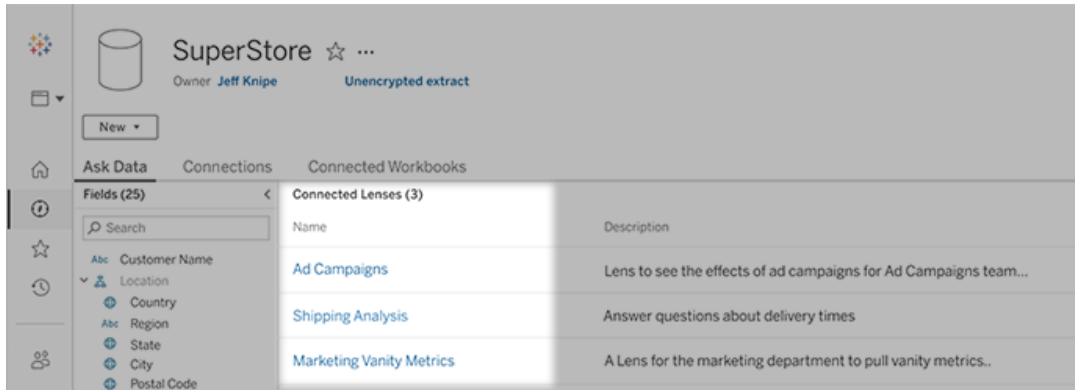 SuperStore ☆ ...
Owner Jeff Knipe Unencrypted extract
New
Ask Data Connections Connected Workbooks
Fields (25)
Search
Abc Customer Name
Location
Country
Abc Region
State
City
Postal Code
Connected Lenses (3)
Name Description
Ad Campaigns Lens to see the effects of ad campaigns for Ad Campaigns team...
Shipping Analysis Answer questions about delivery times
Marketing Vanity Metrics A Lens for the marketing department to pull vanity metrics..